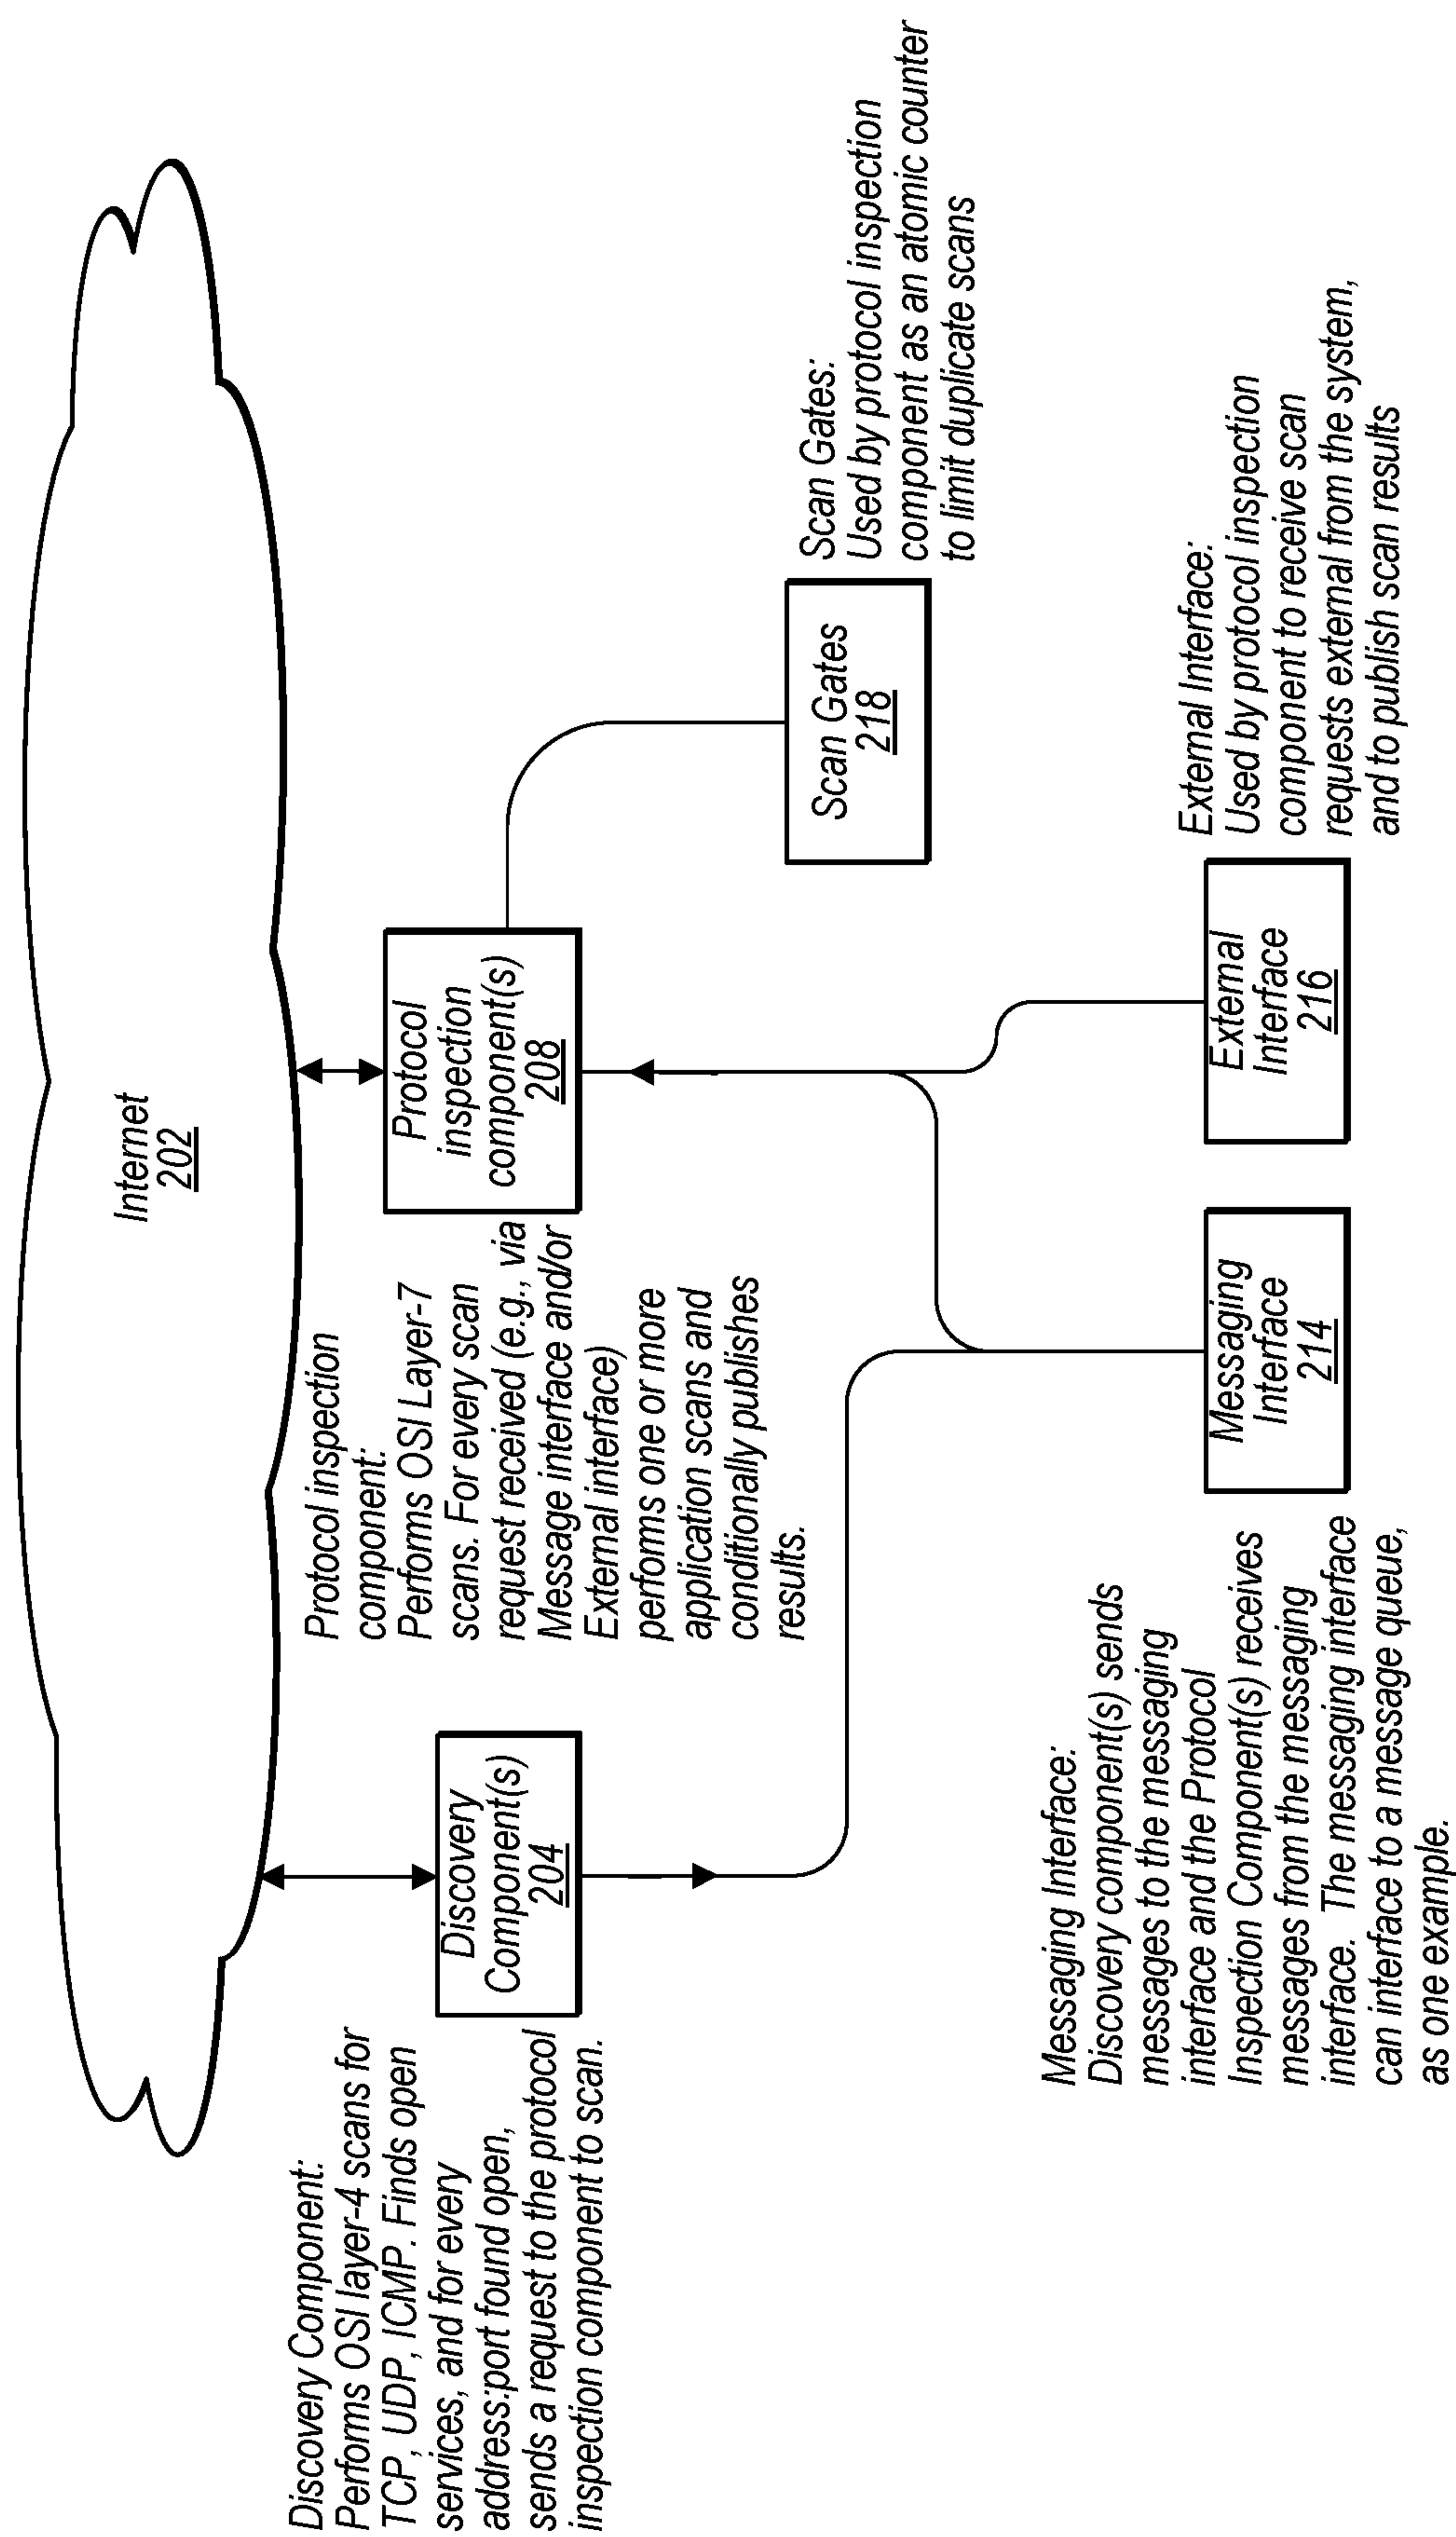 Internet
202
Discovery Component:
Performs OSI layer-4 scans for
TCP, UDP, ICMP. Finds open
services, and for every
address:port found open,
sends a request to the protocol
inspection component to scan.
Discovery
Component(s)
204
Protocol inspection
component:
Performs OSI Layer-7
scans. For every scan
request received (e.g., via
Message interface and/or
External interface)
perfoms one or more
application scans and
conditionally publishes
results.
Protocol
inspection
component(s)
208
Scan Gates
218
Scan Gates:
Used by protocol inspection
component as an atomic counter
to limit duplicate scans
Messaging Interface:
Discovery component(s) sends
messages to the messaging
interface and the Protocol
Inspection Component(s) receives
messages from the messaging
interface. The messaging interface
can interface to a message queue,
as one example.
Messaging
Interface
214
External
Interface
216
External Interface:
Used by protocol inspection
component to receive scan
requests external from the system,
and to publish scan results